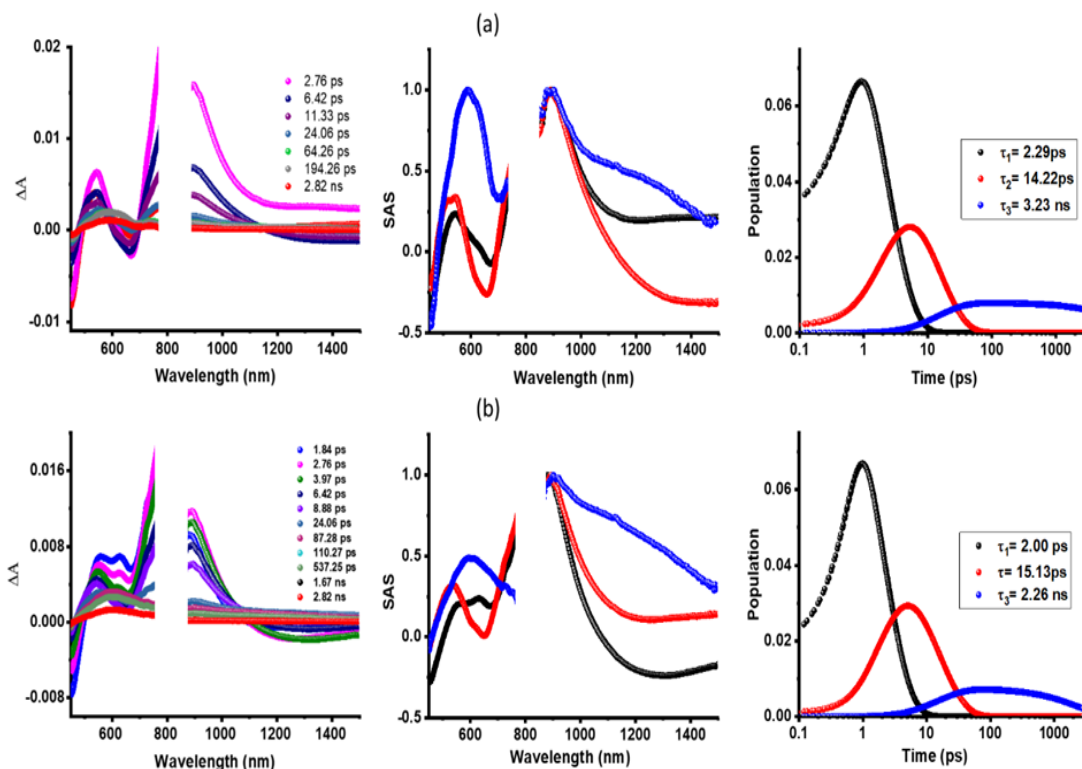 (a)
0.02
0.01
0.00
-0.01
ΔA
600 800 1000 1200 1400
Wavelength (nm)
2.76 ps
6.42 ps
11.33 ps
24.06 ps
64.26 ps
194.26 ps
2.82 ns
1.0
0.5
0.0
-0.5
SAS
600 800 1000 1200 1400
Wavelength (nm)
0.06
0.04
0.02
0.00
Population
0.1 1 10 100 1000
Time (ps)
τ1= 2.29ps
τ2= 14.22ps
τ3= 3.23 ns
(b)
0.016
0.008
0.000
-0.008
ΔA
600 800 1000 1200 1400
Wavelength (nm)
1.84 ps
2.76 ps
3.97 ps
6.42 ps
8.88 ps
24.06 ps
87.28 ps
110.27 ps
537.25 ps
1.67 ns
2.82 ns
1.0
0.5
0.0
-0.5
SAS
600 800 1000 1200 1400
Wavelength (nm)
0.06
0.04
0.02
0.00
Population
0.1 1 10 100 1000
Time (ps)
τ1= 2.00 ps
τ= 15.13ps
τ3= 2.26 ns